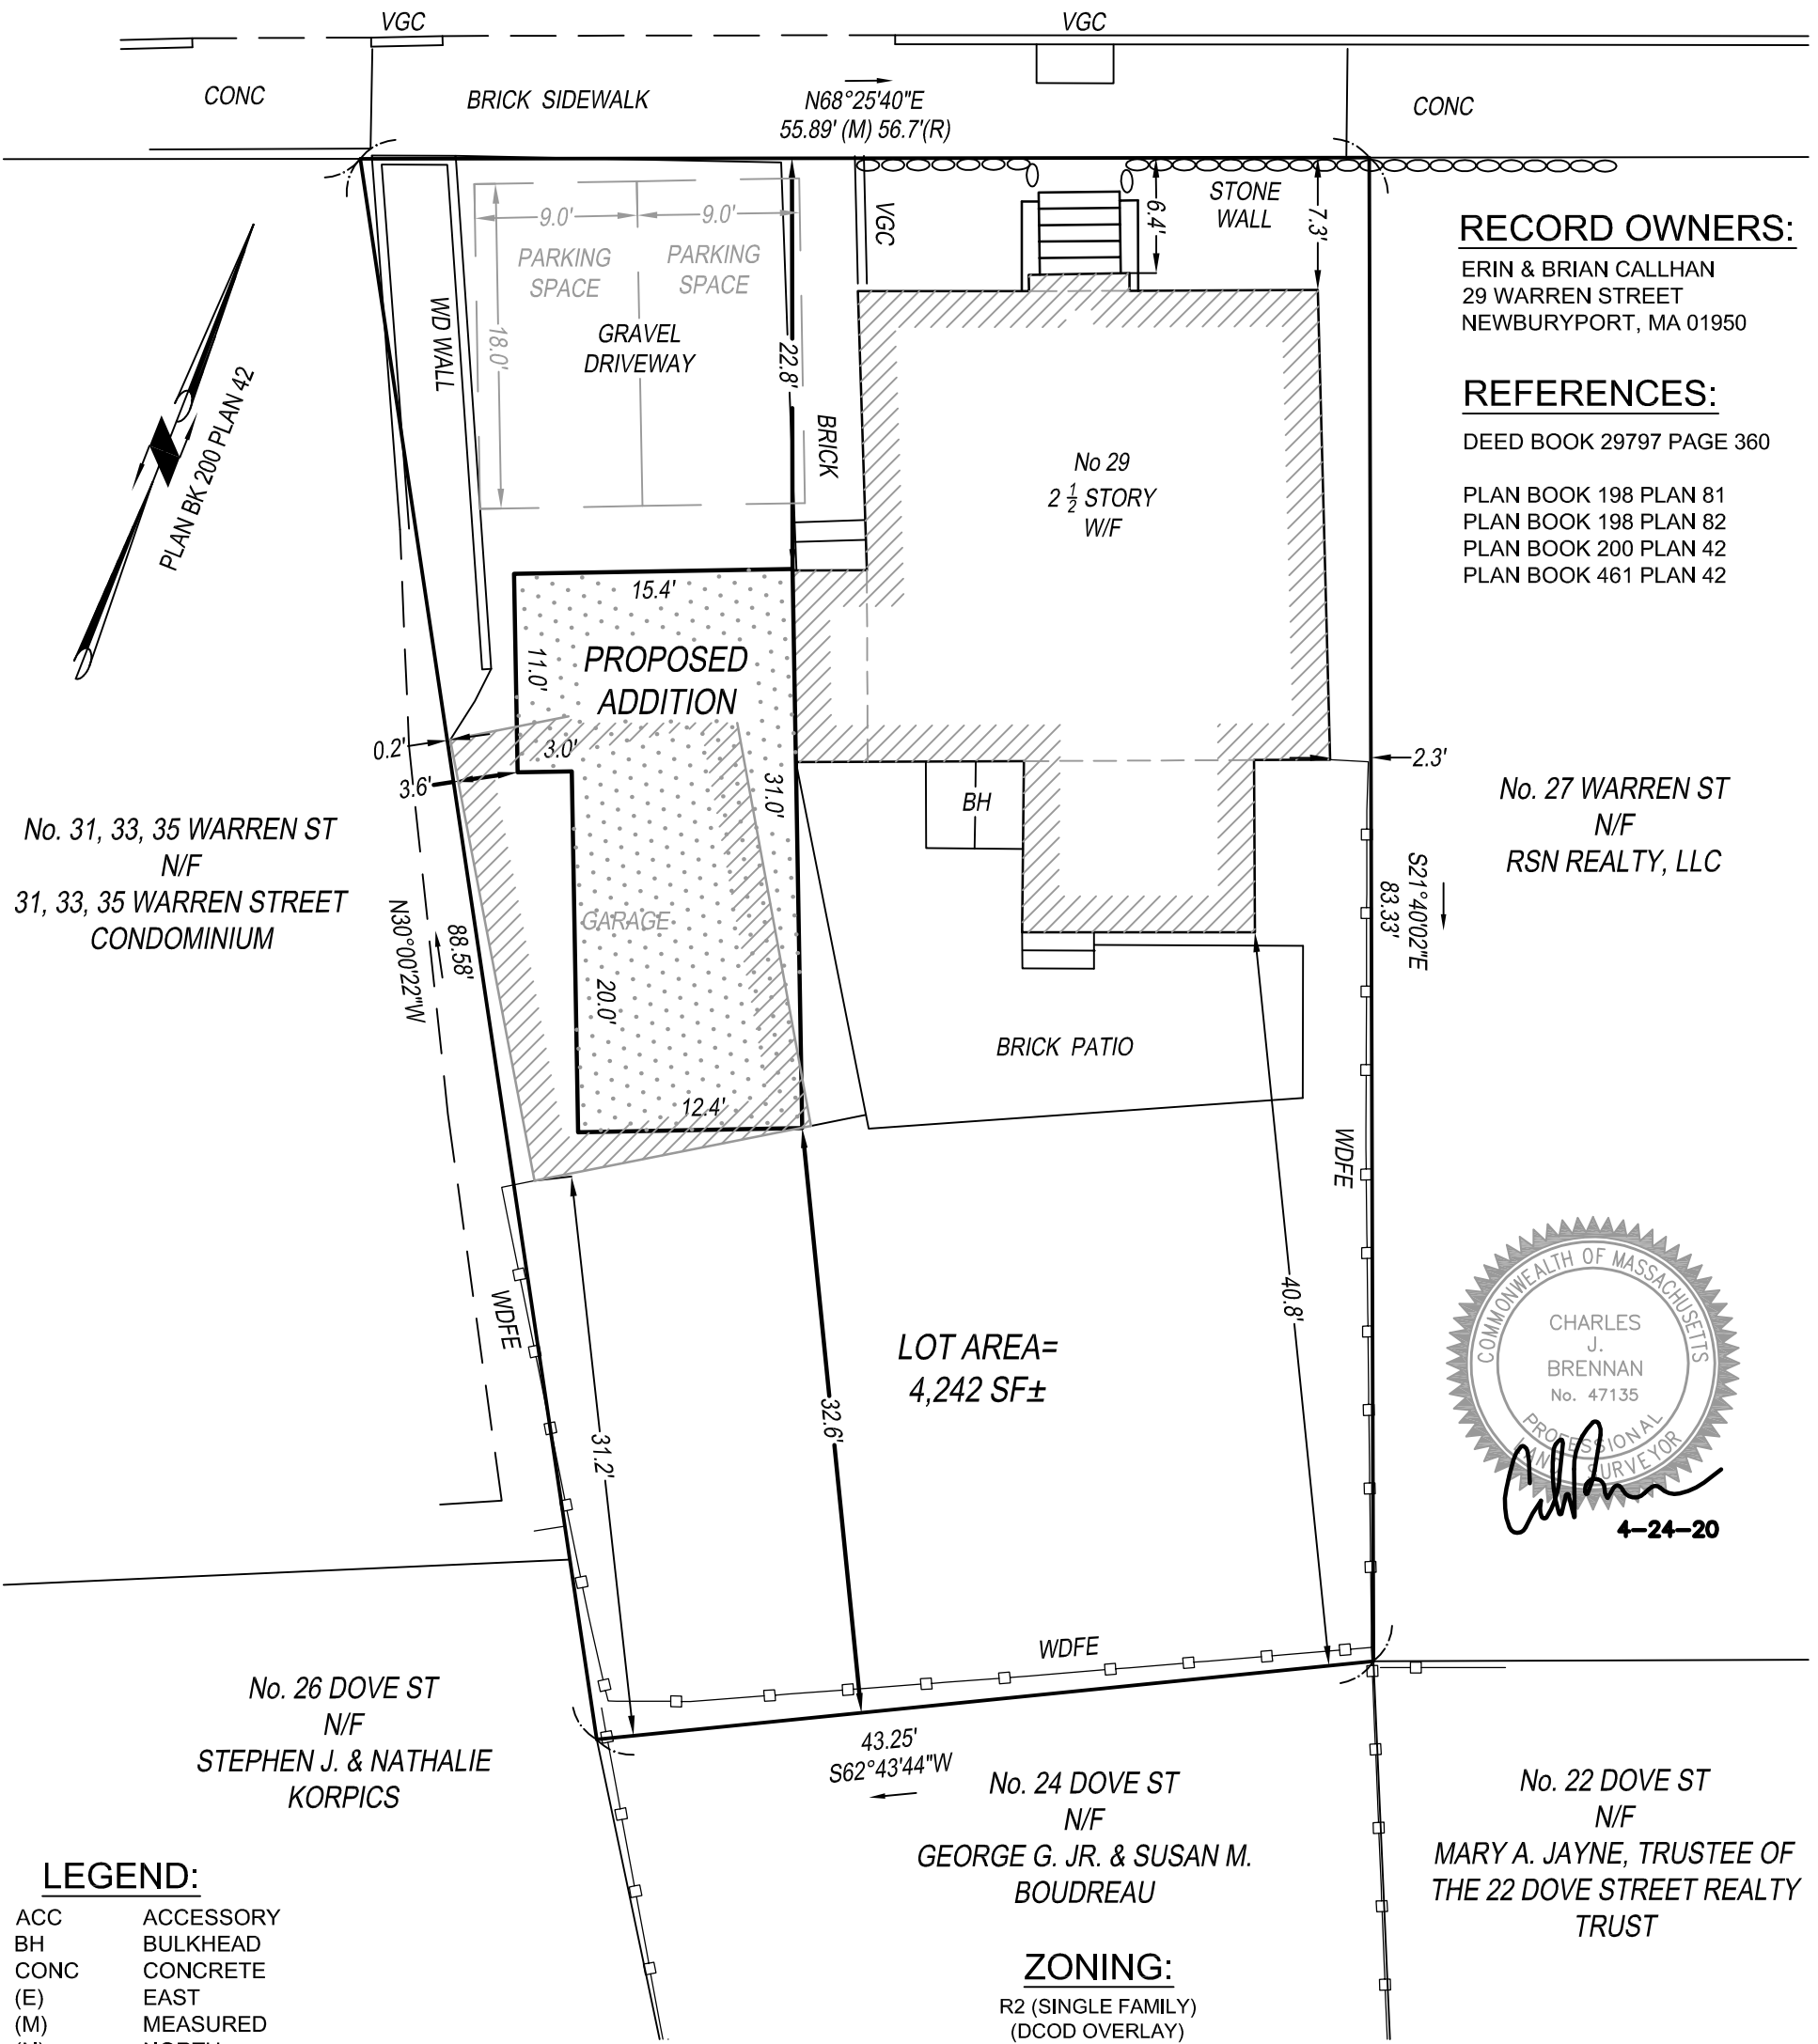 VGC
VGC
CONC
BRICK SIDEWALK
N68°25'40"E
55.89' (M) 56.7'(R)
CONC
9.0'
9.0'
PARKING
SPACE
PARKING
SPACE
18.0'
GRAVEL
DRIVEWAY
WD WALL
22.8'
VGC
BRICK
6.4'
STONE
WALL
7.3'
RECORD OWNERS:
ERIN & BRIAN CALLHAN
29 WARREN STREET
NEWBURYPORT, MA 01950
REFERENCES:
DEED BOOK 29797 PAGE 360
PLAN BOOK 198 PLAN 81
PLAN BOOK 198 PLAN 82
PLAN BOOK 200 PLAN 42
PLAN BOOK 461 PLAN 42
PLAN BK 200 PLAN 42
No 29
2 1/2 STORY
W/F
15.4'
11.0'
PROPOSED
ADDITION
0.2'
3.0'
3.6'
31.0'
BH
2.3'
No. 27 WARREN ST
N/F
RSN REALTY, LLC
No. 31, 33, 35 WARREN ST
N/F
31, 33, 35 WARREN STREET
CONDOMINIUM
N30°00'22"W
88.58'
GARAGE
20.0'
12.4'
S21°40'02"E
83.33'
BRICK PATIO
WDFE
WDFE
31.2'
32.6'
40.8'
LOT AREA=
4,242 SF±
COMMONWEALTH OF MASSACHUSETTS
CHARLES
J.
BRENNAN
No. 47135
PROFESSIONAL
LAND SURVEYOR
4-24-20
WDFE
No. 26 DOVE ST
N/F
STEPHEN J. & NATHALIE
KORPICS
43.25'
S62°43'44"W
No. 24 DOVE ST
N/F
GEORGE G. JR. & SUSAN M.
BOUDREAU
No. 22 DOVE ST
N/F
MARY A. JAYNE, TRUSTEE OF
THE 22 DOVE STREET REALTY
TRUST
LEGEND:
ACC ACCESSORY
BH BULKHEAD
CONC CONCRETE
(E) EAST
(M) MEASURED
ZONING:
R2 (SINGLE FAMILY)
(DCOD OVERLAY)